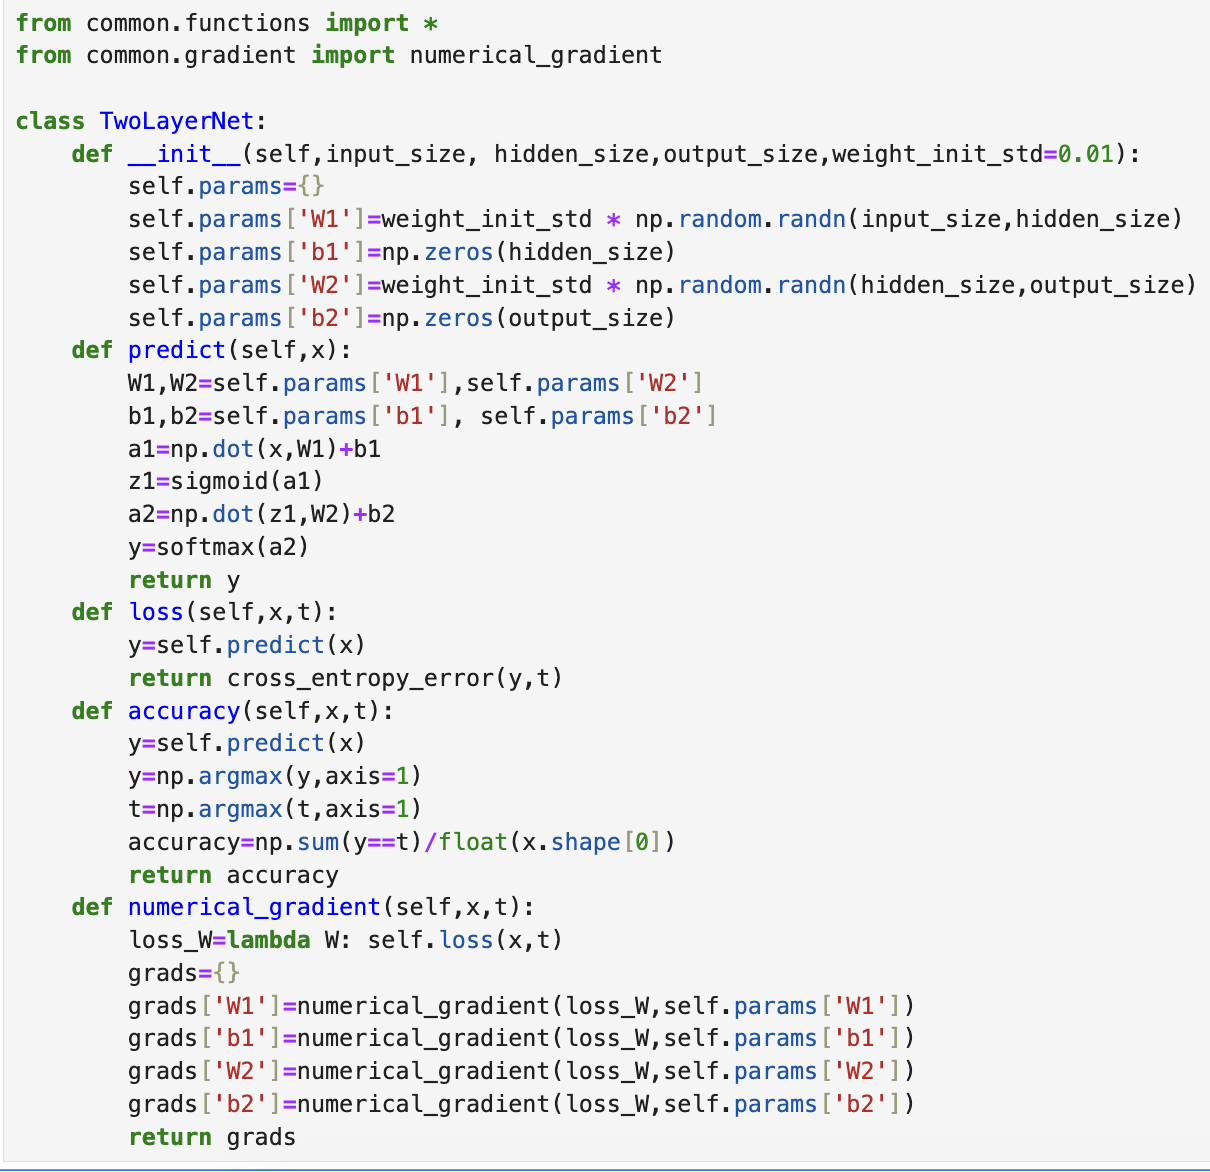 from common.functions import *
from common.gradient import numerical_gradient

class TwoLayerNet:
    def __init__(self,input_size, hidden_size,output_size,weight_init_std=0.01):
        self.params={}
        self.params['W1']=weight_init_std * np.random.randn(input_size,hidden_size)
        self.params['b1']=np.zeros(hidden_size)
        self.params['W2']=weight_init_std * np.random.randn(hidden_size,output_size)
        self.params['b2']=np.zeros(output_size)
    def predict(self,x):
        W1,W2=self.params['W1'],self.params['W2']
        b1,b2=self.params['b1'], self.params['b2']
        a1=np.dot(x,W1)+b1
        z1=sigmoid(a1)
        a2=np.dot(z1,W2)+b2
        y=softmax(a2)
        return y
    def loss(self,x,t):
        y=self.predict(x)
        return cross_entropy_error(y,t)
    def accuracy(self,x,t):
        y=self.predict(x)
        y=np.argmax(y,axis=1)
        t=np.argmax(t,axis=1)
        accuracy=np.sum(y==t)/float(x.shape[0])
        return accuracy
    def numerical_gradient(self,x,t):
        loss_W=lambda W: self.loss(x,t)
        grads={}
        grads['W1']=numerical_gradient(loss_W,self.params['W1'])
        grads['b1']=numerical_gradient(loss_W,self.params['b1'])
        grads['W2']=numerical_gradient(loss_W,self.params['W2'])
        grads['b2']=numerical_gradient(loss_W,self.params['b2'])
        return grads